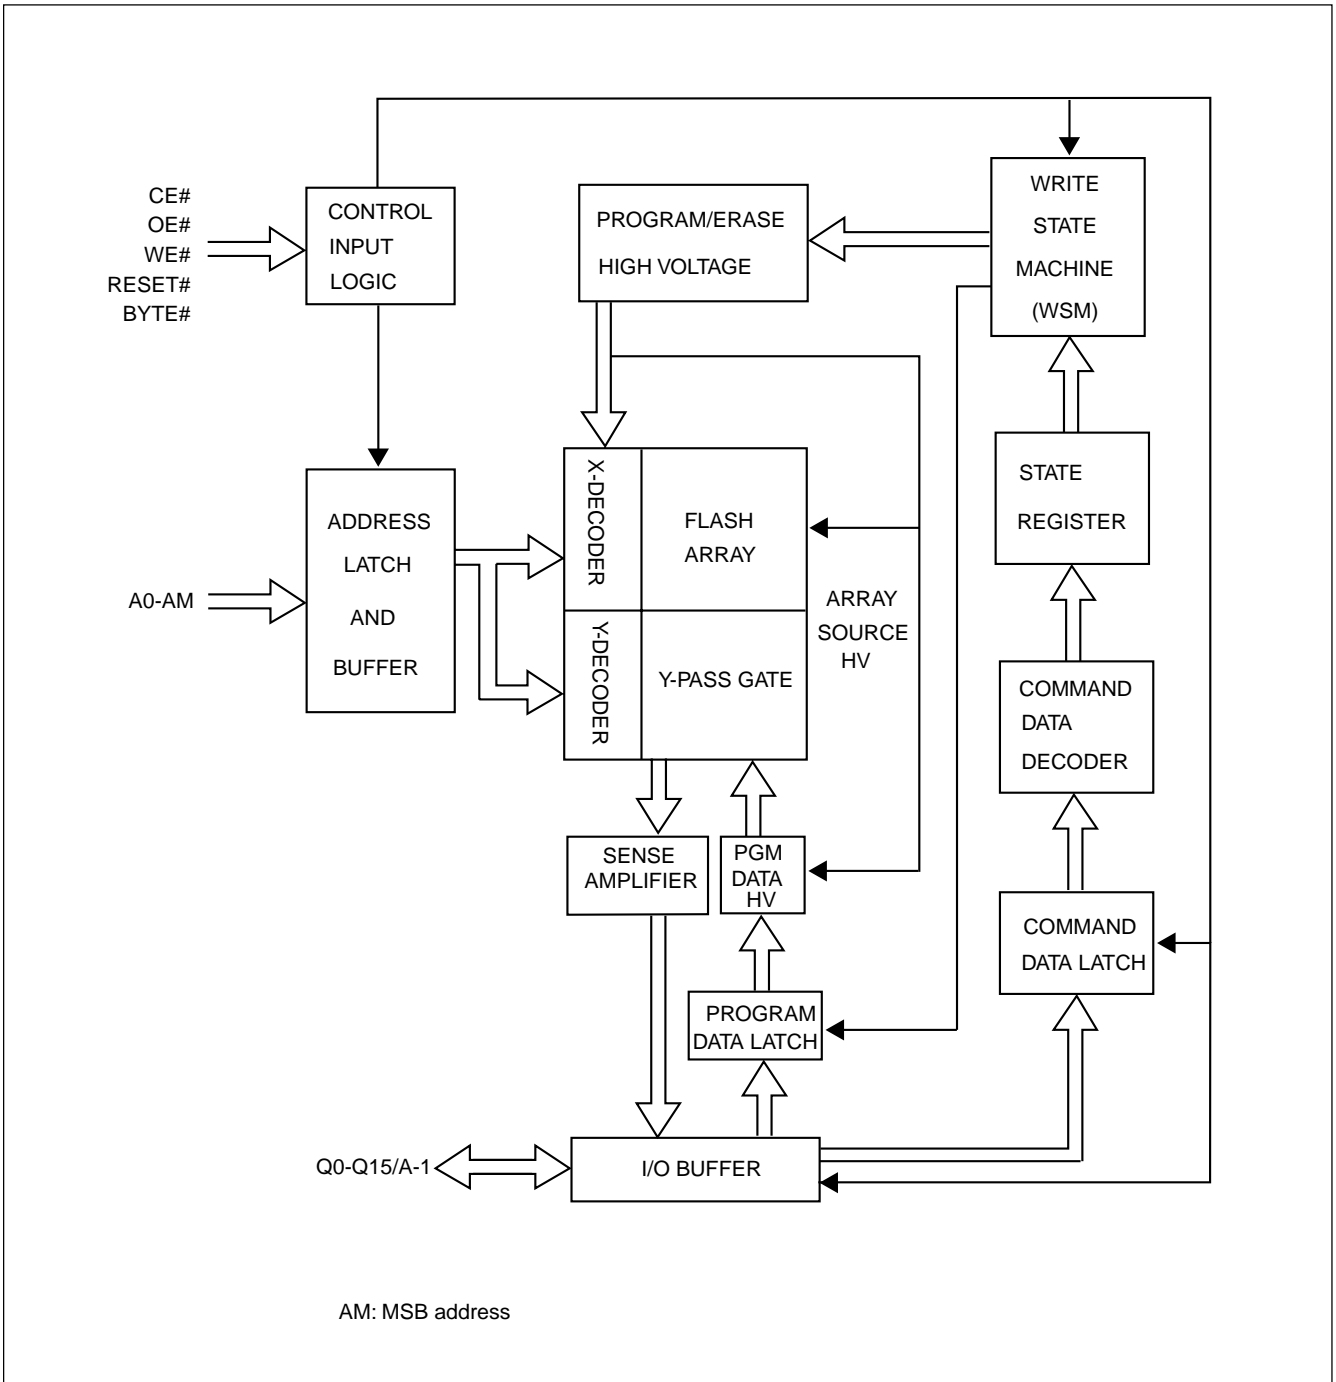 CE#
OE#
WE#
RESET#
BYTE#
CONTROL
INPUT
LOGIC
PROGRAM/ERASE
HIGH VOLTAGE
WRITE
STATE
MACHINE
(WSM)
A0-AM
ADDRESS
LATCH
AND
BUFFER
X-DECODER
FLASH
ARRAY
Y-DECODER
Y-PASS GATE
ARRAY
SOURCE
HV
STATE
REGISTER
COMMAND
DATA
DECODER
SENSE
AMPLIFIER
PGM
DATA
HV
COMMAND
DATA LATCH
PROGRAM
DATA LATCH
Q0-Q15/A-1
I/O BUFFER
AM: MSB address